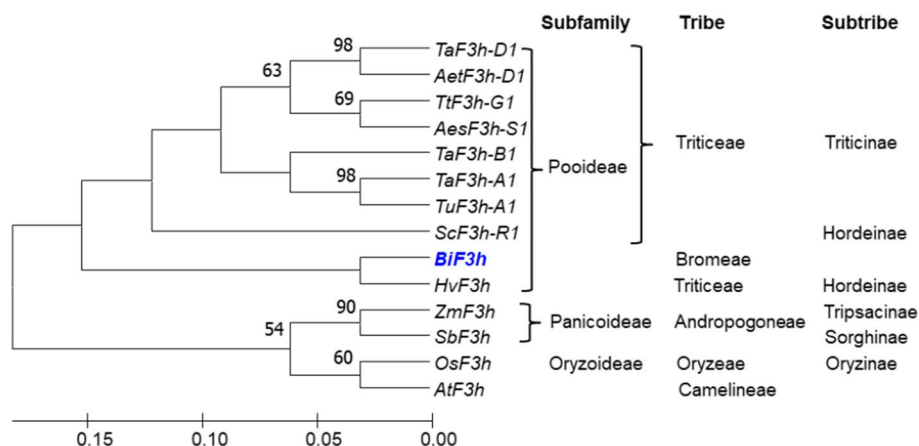 Subfamily Tribe Subtribe
98 TaF3h-D1
63 AetF3h-D1
69 TtF3h-G1
AesF3h-S1
TaF3h-B1 Triticeae Triticinae
98 TaF3h-A1 Pooideae
TuF3h-A1
ScF3h-R1 Hordeinae
BiF3h Bromeae
HvF3h Triticeae Hordeinae
90 ZmF3h Tripsacinae
54 Panicoideae Andropogoneae
SbF3h Sorghinae
60 OsF3h Oryzoideae Oryzeae Oryzinae
AtF3h Camelineae
0.15 0.10 0.05 0.00